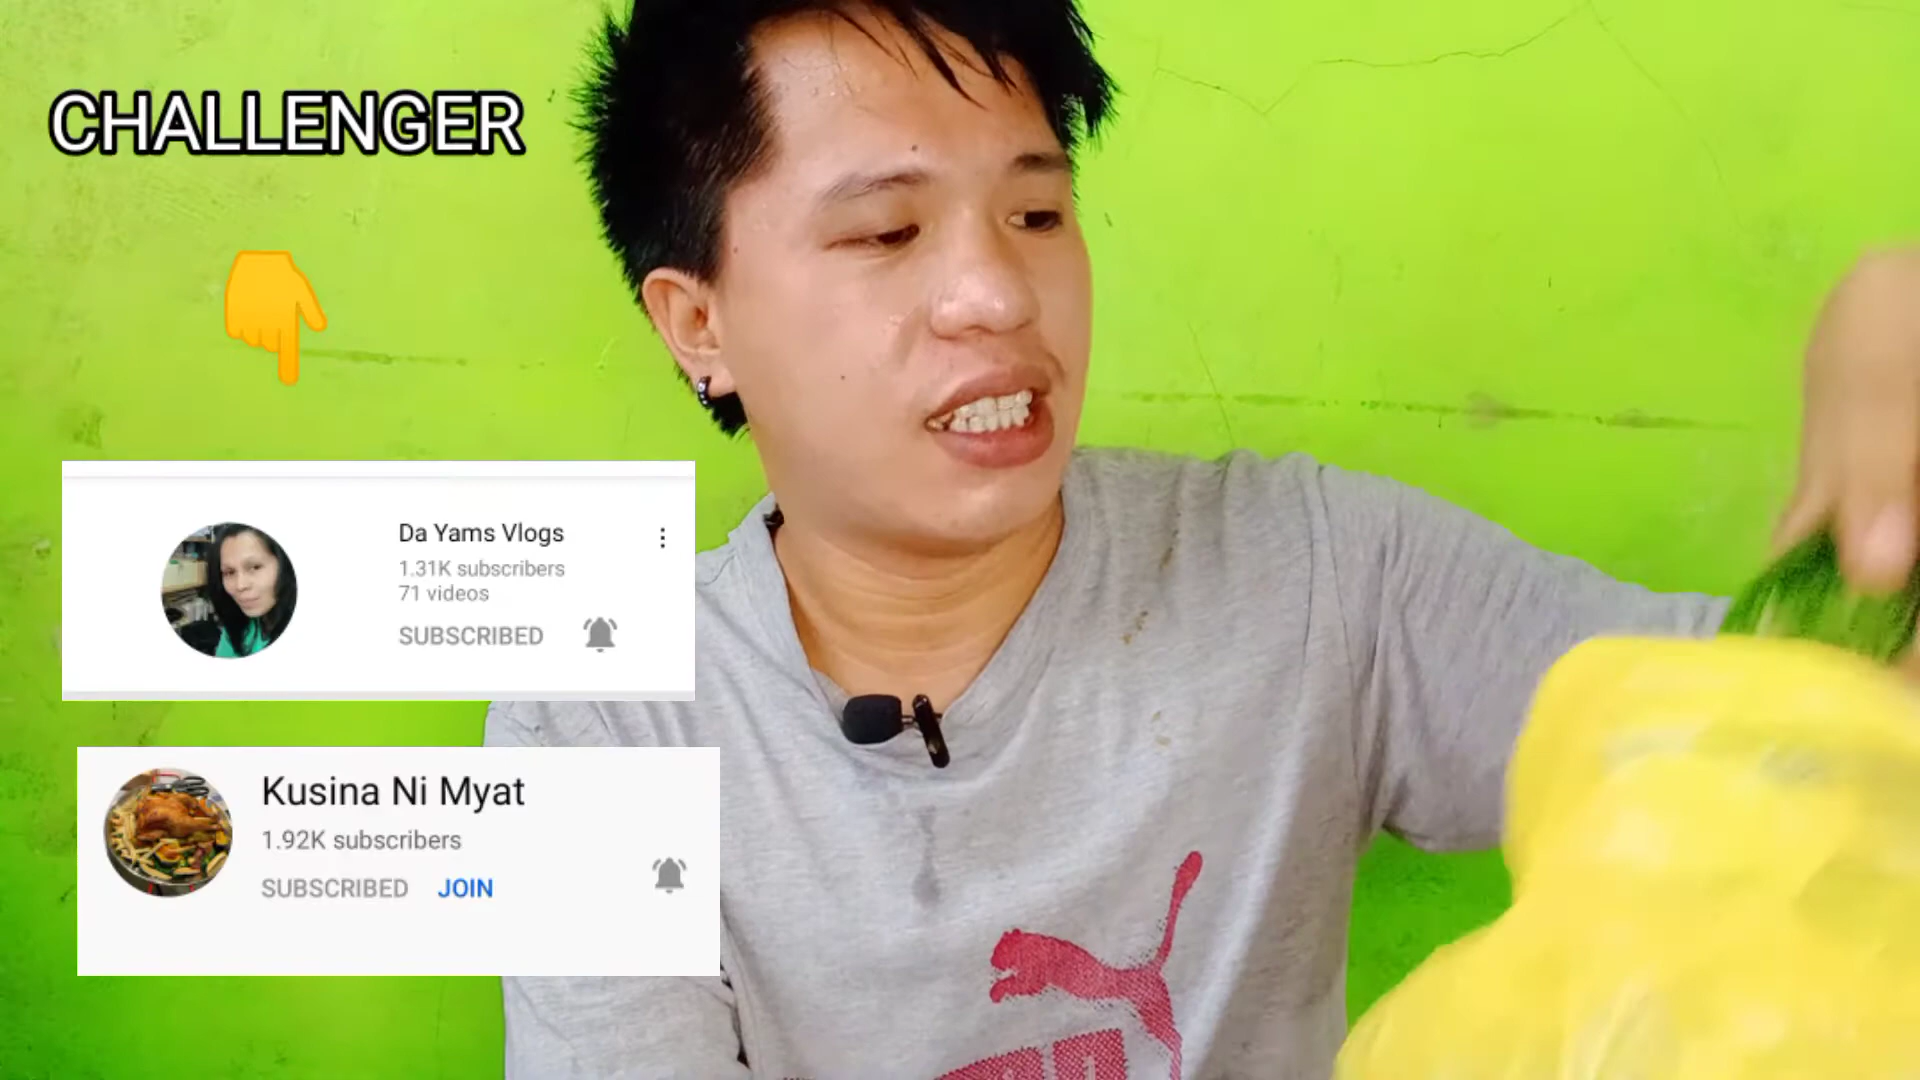 CHALLENGER
Da Yams Vlogs
1.31K subscribers
71 videos
SUBSCRIBED
Kusina Ni Myat
1.92K subscribers
SUBSCRIBED JOIN